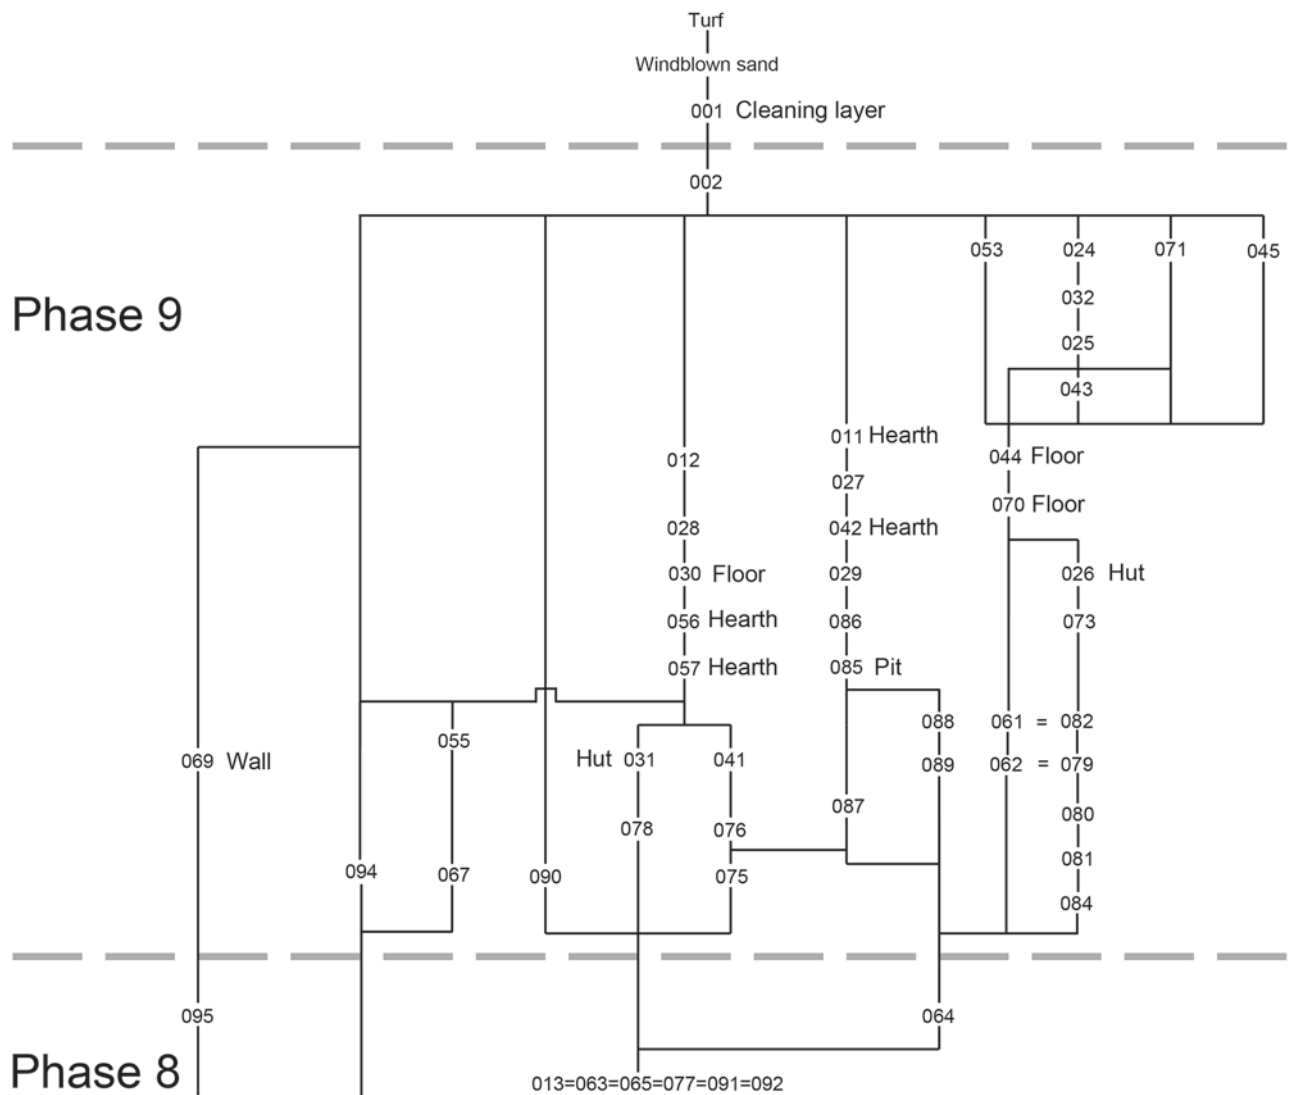 Turf
Windblown sand
001 Cleaning layer
002
053 024 071 045
032
Phase 9
025
043
011 Hearth
012
044 Floor
027
070 Floor
028 042 Hearth
030 Floor 029 026 Hut
056 Hearth 086 073
057 Hearth 085 Pit
088 061 = 082
055
069 Wall Hut 031 041 089 062 = 079
087 080
078 076
081
094 067 090 075
084
095 064
Phase 8
013=063=065=077=091=092